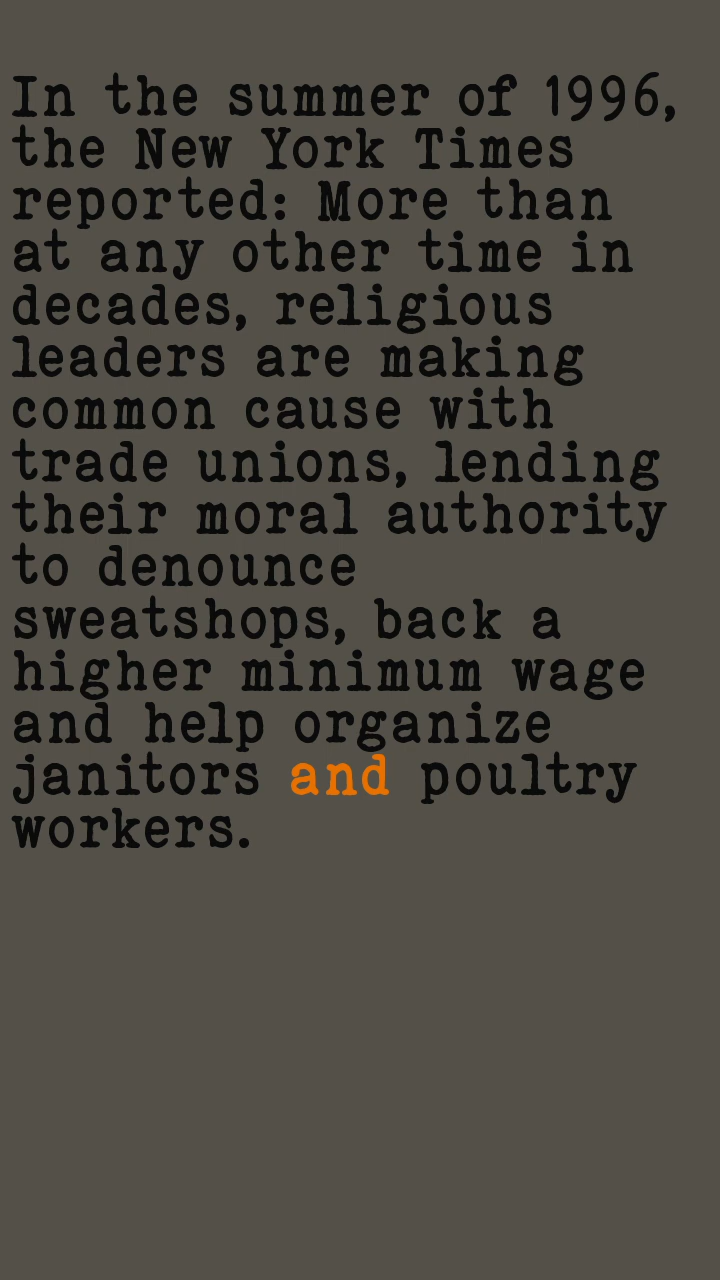 In the summer of 1996,
the New York Times
reported: More than
at any other time in
decades, religious
leaders are making
common cause with
trade unions, lending
their moral authority
to denounce
sweatshops, back a
higher minimum wage
and help organize
janitors and poultry
workers.